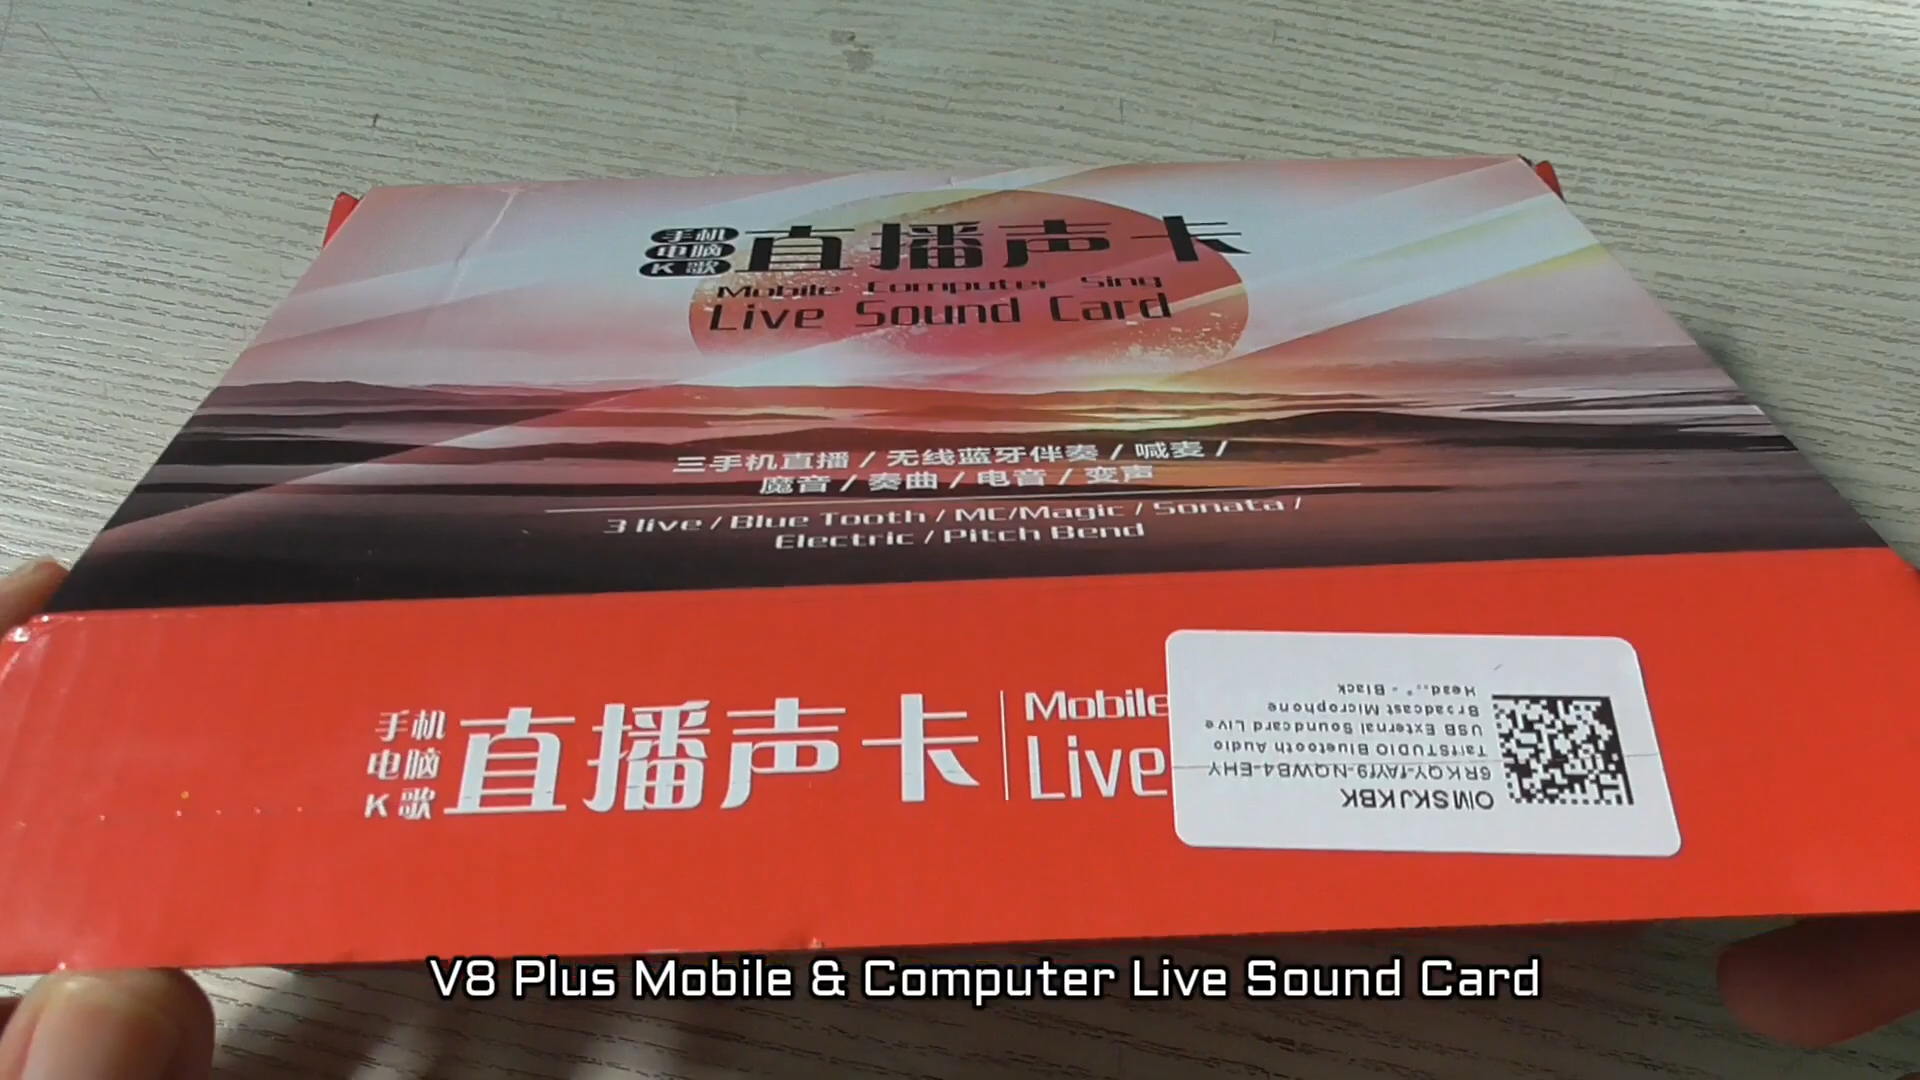 手机
电脑
K歌
直播声卡
Mobile Computer Sing
Live Sound Card
三手机直播 / 无线蓝牙伴奏 / 喊麦 /
魔音 / 奏曲 / 电音 / 变声
3 live / Blue Tooth / MC/Magic / Sonata /
Electric / Pitch Bend
手机
电脑
K歌
直播声卡
Mobile
Live
OMSKJKBK
6RKQY-fAYf9-NQWB4-EHY
TaffSTUDIO Bluetooth Audio
USB External Soundcard Live
Broadcast Microphone
Head..." - Black
V8 Plus Mobile & Computer Live Sound Card